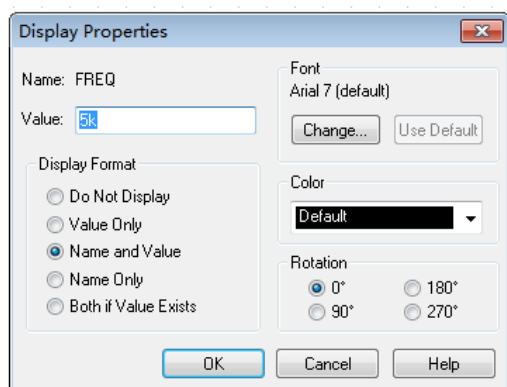 Display Properties
Name: FREQ
Value: 5k
Display Format
Do Not Display
Value Only
Name and Value
Name Only
Both if Value Exists
Font
Arial 7 (default)
Change... Use Default
Color
Default
Rotation
0° 180°
90° 270°
OK Cancel Help